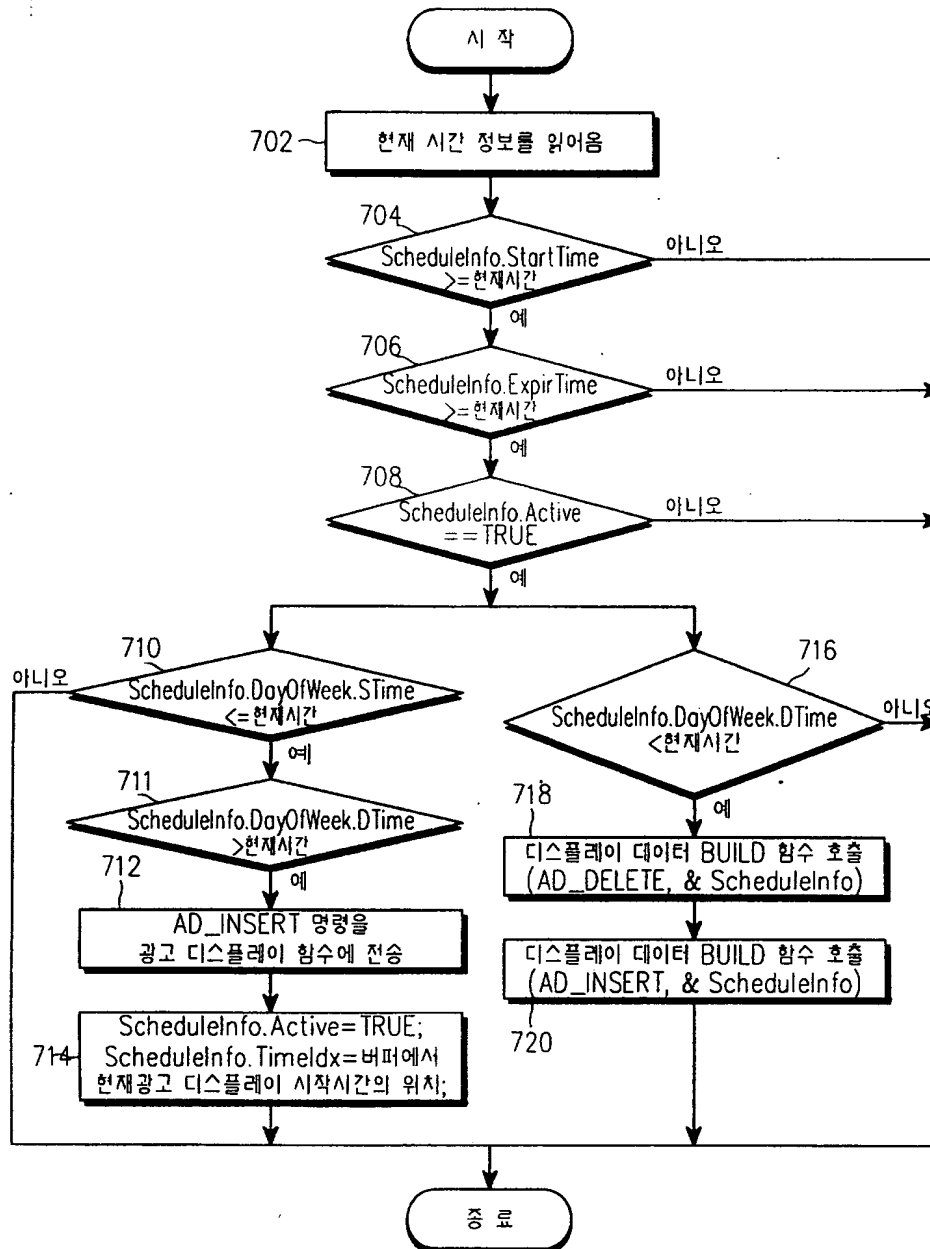 시 작
702
현재 시간 정보를 읽어옴
704
ScheduleInfo.StartTime
>=현재시간
아니오
예
706
ScheduleInfo.ExpirTime
>=현재시간
아니오
예
708
ScheduleInfo.Active
==TRUE
아니오
예
710
아니오
ScheduleInfo.DayOfWeek.STime
<=현재시간
예
711
ScheduleInfo.DayOfWeek.DTime
>현재시간
예
712
AD_INSERT 명령을
광고 디스플레이 함수에 전송
714
ScheduleInfo.Active=TRUE;
ScheduleInfo.TimeIdx=버퍼에서
현재광고 디스플레이 시작시간의 위치;
716
ScheduleInfo.DayOfWeek.DTime
<현재시간
아니오
예
718
디스플레이 데이터 BUILD 함수 호출
(AD_DELETE, & ScheduleInfo)
디스플레이 데이터 BUILD 함수 호출
(AD_INSERT, & ScheduleInfo)
720
종 료